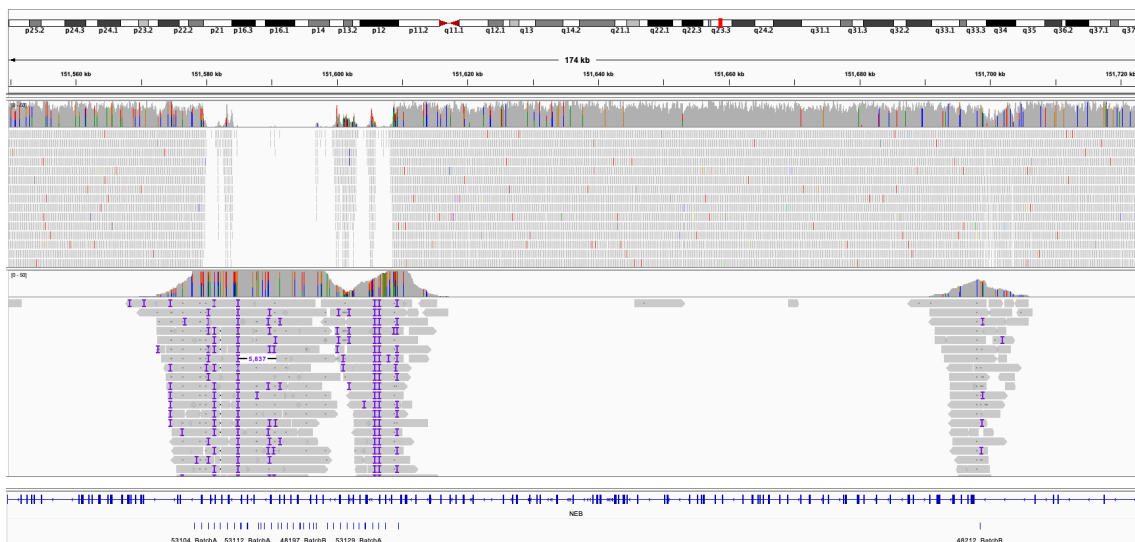 p25.2 p24.3 p24.1 p23.2 p22.2 p21 p16.3 p16.1 p14 p13.2 p12 p11.2 q11.1 q12.1 q13 q14.2 q21.1 q22.1 q22.3 q23.3 q24.2 q31.1 q31.3 q32.2 q33.1 q33.3 q34 q35 q36.2 q37.1 q37
174 kb
151,560 kb 151,580 kb 151,600 kb 151,620 kb 151,640 kb 151,660 kb 151,680 kb 151,700 kb 151,720 kb
[0 - 50]
5,837
NEB
53104_BatchA 53112_BatchA 48197_BatchB 53129_BatchA 48212_BatchB